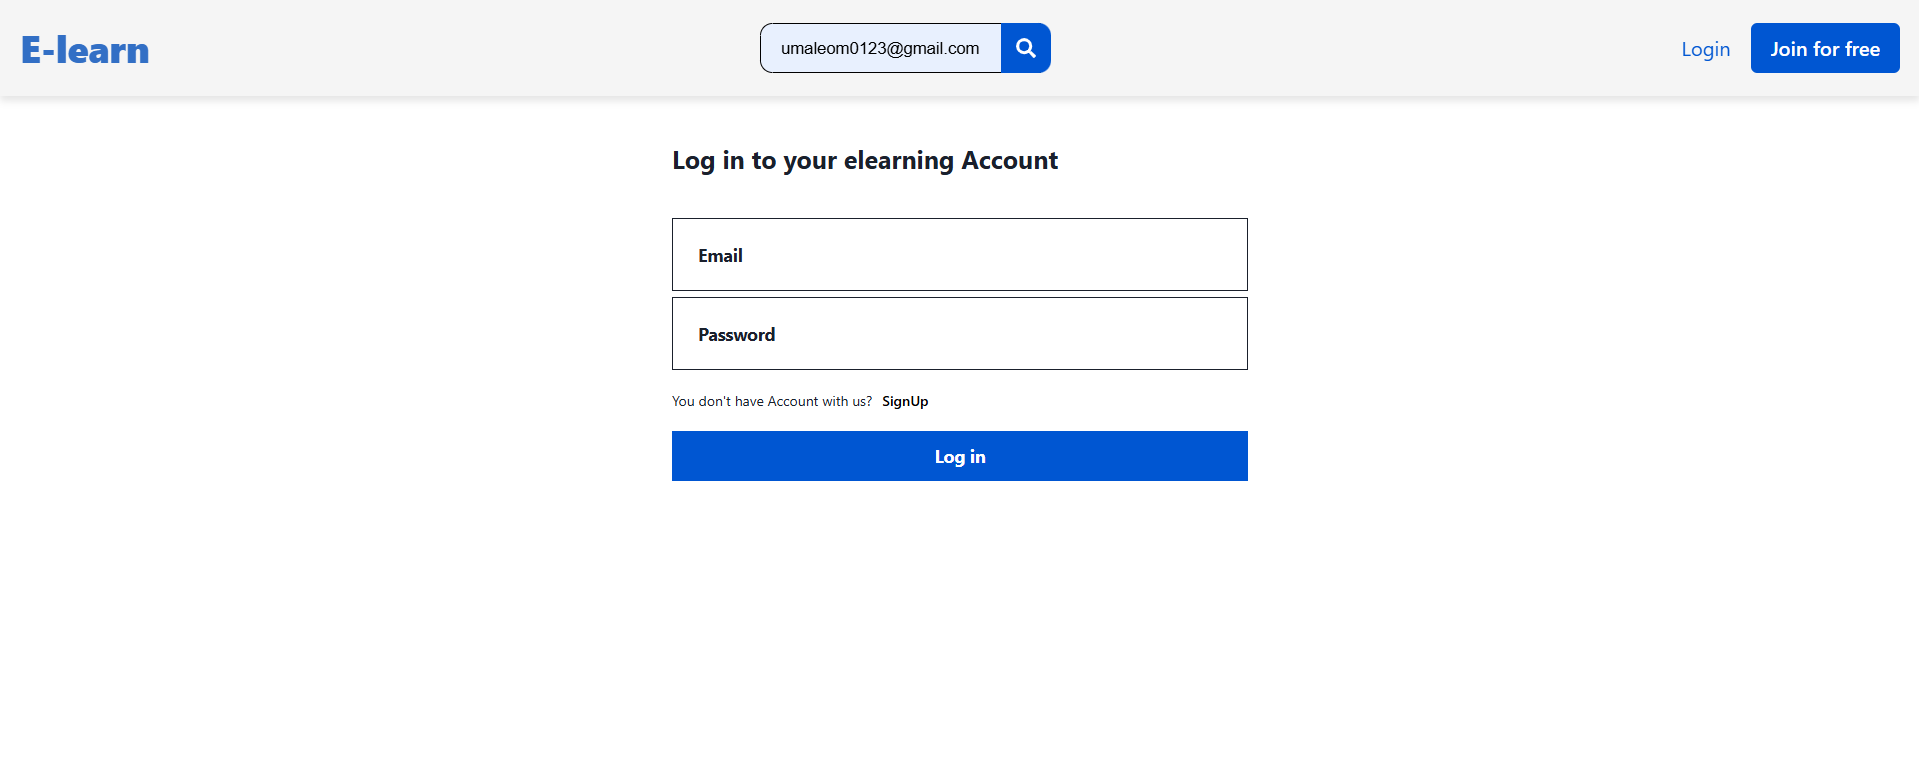 E-learn
umaleom0123@gmail.com
Login
Join for free
Log in to your elearning Account
Email
Password
You don't have Account with us? SignUp
Log in